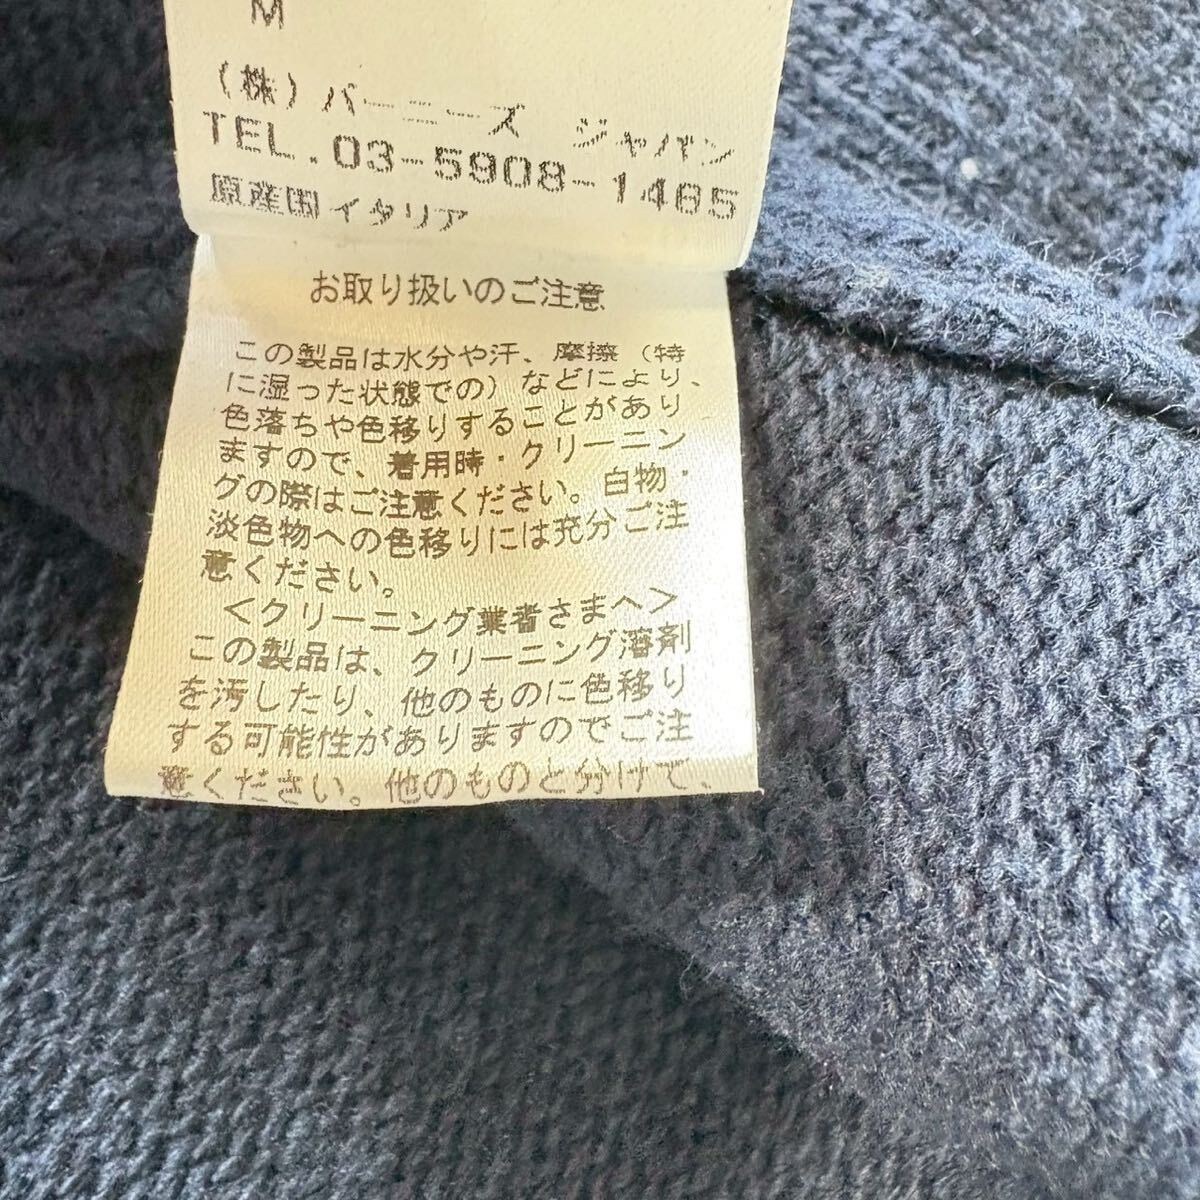 M
(株)バーニーズ ジャパン
TEL.03-5908-1465
原産国イタリア
お取り扱いのご注意
この製品は水分や汗、摩擦（特
に湿った状態での）などにより、
色落ちや色移りすることがあり
ますので、着用時・クリーニン
グの際はご注意ください。白物・
淡色物への色移りには充分ご注
意ください。
＜クリーニング業者さまへ＞
この製品は、クリーニング溶剤
を汚したり、他のものに色移り
する可能性がありますのでご注
意ください。他のものと分けて、